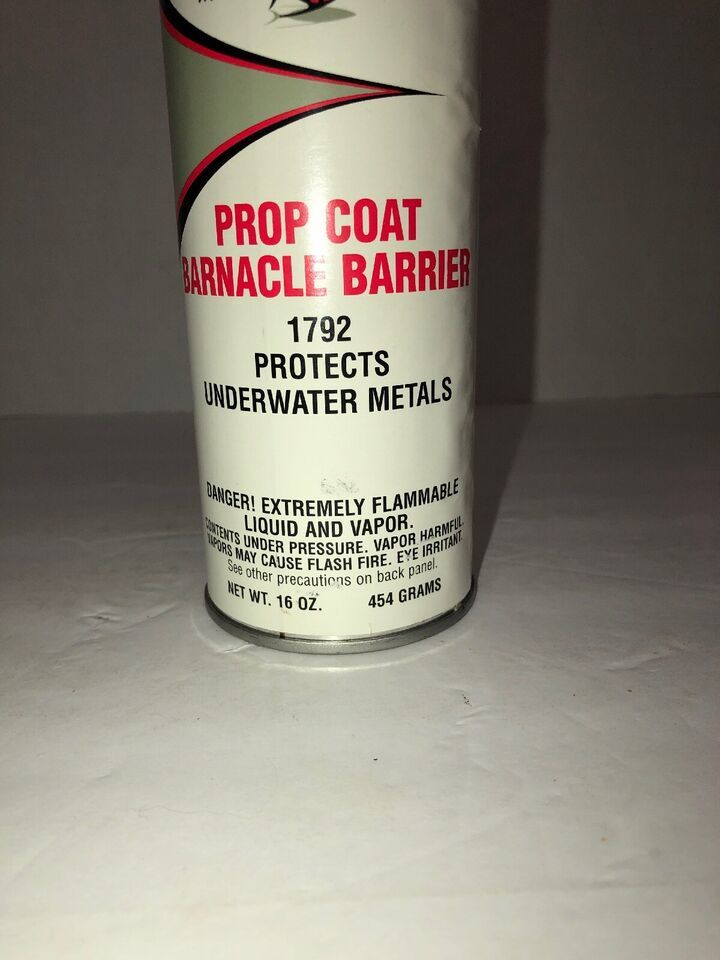 PROP COAT
BARNACLE BARRIER
1792
PROTECTS
UNDERWATER METALS
DANGER! EXTREMELY FLAMMABLE
LIQUID AND VAPOR.
CONTENTS UNDER PRESSURE. VAPOR HARMFUL.
VAPORS MAY CAUSE FLASH FIRE. EYE IRRITANT.
See other precautions on back panel.
NET WT. 16 OZ. 454 GRAMS